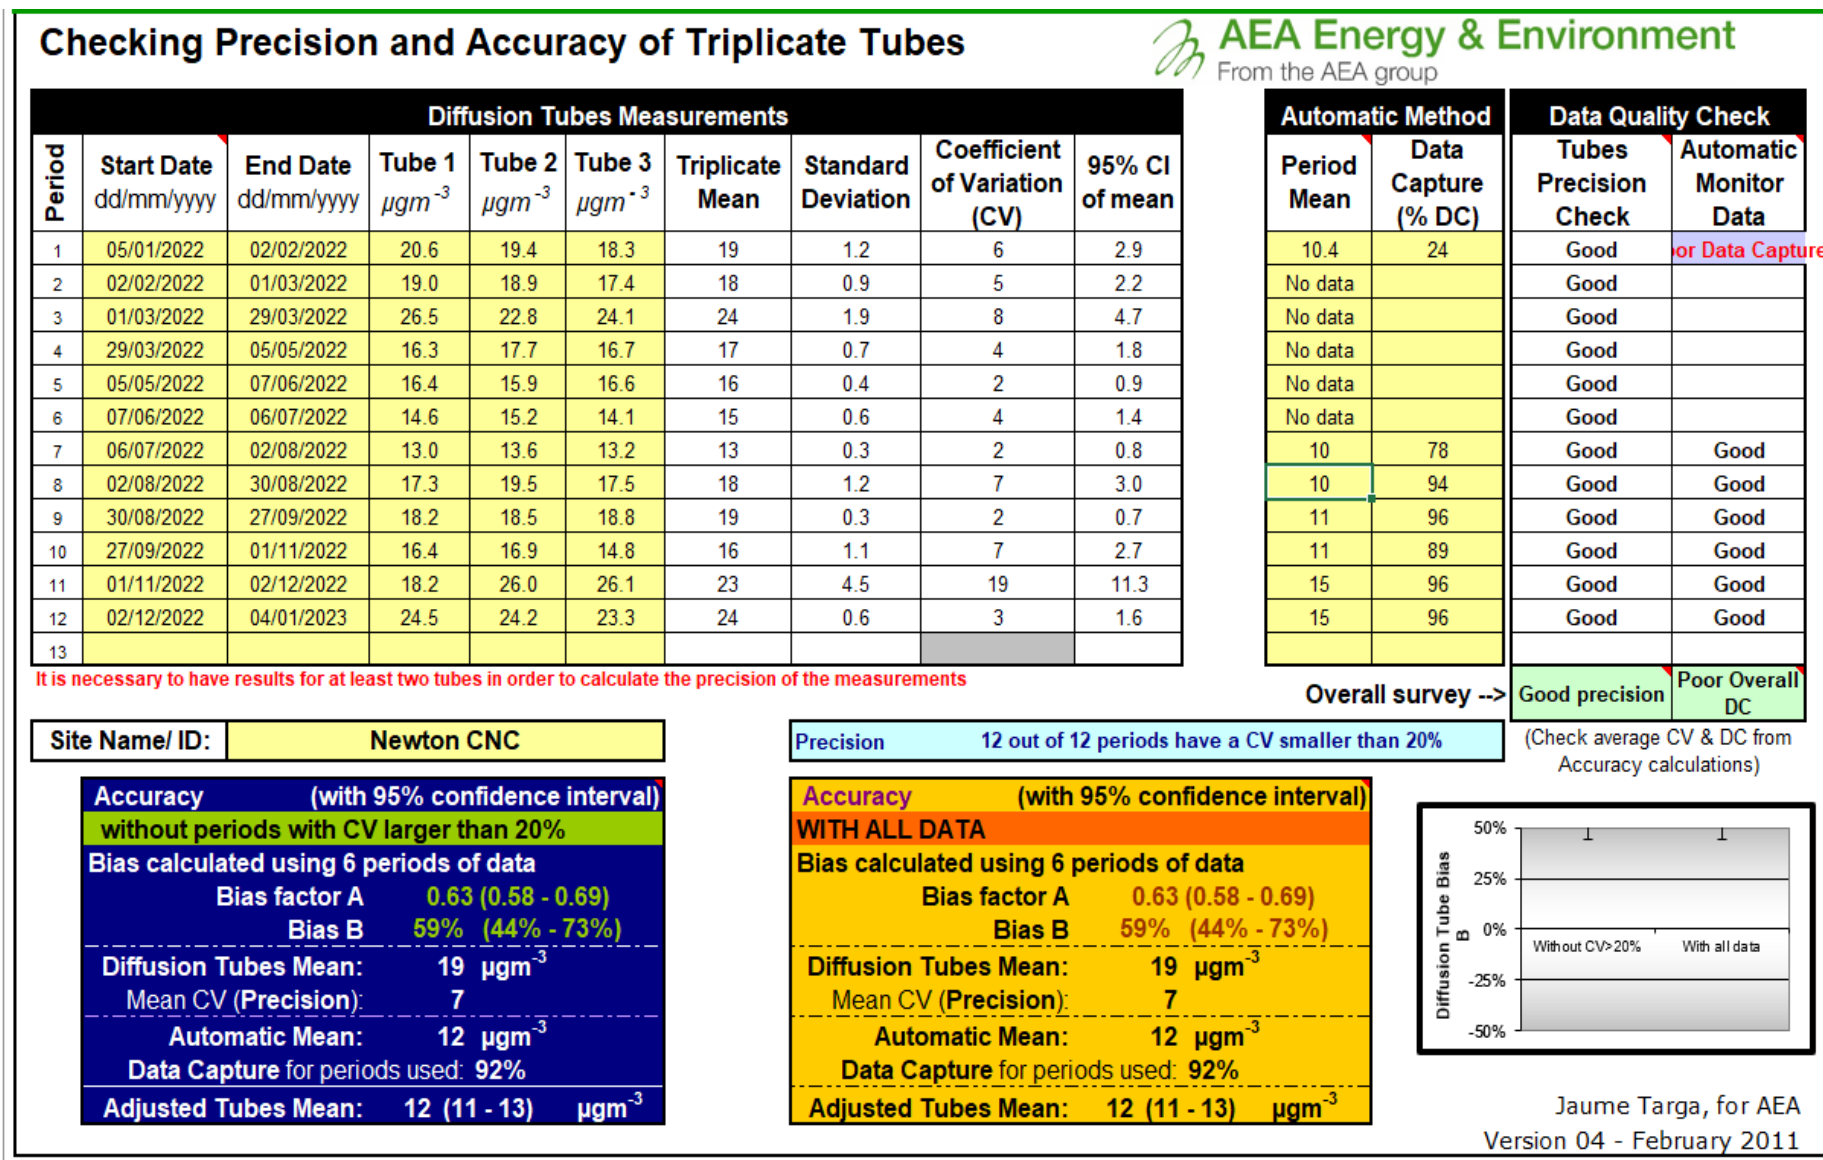 Checking Precision and Accuracy of Triplicate Tubes
AEA Energy & Environment
From the AEA group
Diffusion Tubes Measurements
Automatic Method
Data Quality Check
Period
Start Date dd/mm/yyyy
End Date dd/mm/yyyy
Tube 1 µgm-3
Tube 2 µgm-3
Tube 3 µgm-3
Triplicate Mean
Standard Deviation
Coefficient of Variation (CV)
95% CI of mean
Period Mean
Data Capture (% DC)
Tubes Precision Check
Automatic Monitor Data
1 05/01/2022 02/02/2022 20.6 19.4 18.3 19 1.2 6 2.9 10.4 24 Good or Data Capture
2 02/02/2022 01/03/2022 19.0 18.9 17.4 18 0.9 5 2.2 No data Good
3 01/03/2022 29/03/2022 26.5 22.8 24.1 24 1.9 8 4.7 No data Good
4 29/03/2022 05/05/2022 16.3 17.7 16.7 17 0.7 4 1.8 No data Good
5 05/05/2022 07/06/2022 16.4 15.9 16.6 16 0.4 2 0.9 No data Good
6 07/06/2022 06/07/2022 14.6 15.2 14.1 15 0.6 4 1.4 No data Good
7 06/07/2022 02/08/2022 13.0 13.6 13.2 13 0.3 2 0.8 10 78 Good Good
8 02/08/2022 30/08/2022 17.3 19.5 17.5 18 1.2 7 3.0 10 94 Good Good
9 30/08/2022 27/09/2022 18.2 18.5 18.8 19 0.3 2 0.7 11 96 Good Good
10 27/09/2022 01/11/2022 16.4 16.9 14.8 16 1.1 7 2.7 11 89 Good Good
11 01/11/2022 02/12/2022 18.2 26.0 26.1 23 4.5 19 11.3 15 96 Good Good
12 02/12/2022 04/01/2023 24.5 24.2 23.3 24 0.6 3 1.6 15 96 Good Good
13
It is necessary to have results for at least two tubes in order to calculate the precision of the measurements
Overall survey --> Good precision Poor Overall DC
(Check average CV & DC from
Accuracy calculations)
Site Name/ ID: Newton CNC
Precision 12 out of 12 periods have a CV smaller than 20%
Accuracy (with 95% confidence interval)
without periods with CV larger than 20%
Bias calculated using 6 periods of data
Bias factor A 0.63 (0.58 - 0.69)
Bias B 59% (44% - 73%)
Diffusion Tubes Mean: 19 µgm-3
Mean CV (Precision): 7
Automatic Mean: 12 µgm-3
Data Capture for periods used: 92%
Adjusted Tubes Mean: 12 (11 - 13) µgm-3
Accuracy (with 95% confidence interval)
WITH ALL DATA
Bias calculated using 6 periods of data
Bias factor A 0.63 (0.58 - 0.69)
Bias B 59% (44% - 73%)
Diffusion Tubes Mean: 19 µgm-3
Mean CV (Precision): 7
Automatic Mean: 12 µgm-3
Data Capture for periods used: 92%
Adjusted Tubes Mean: 12 (11 - 13) µgm-3
Diffusion Tube Bias B
50%
25%
0%
-25%
-50%
Without CV>20%
With all data
Jaume Targa, for AEA
Version 04 - February 2011